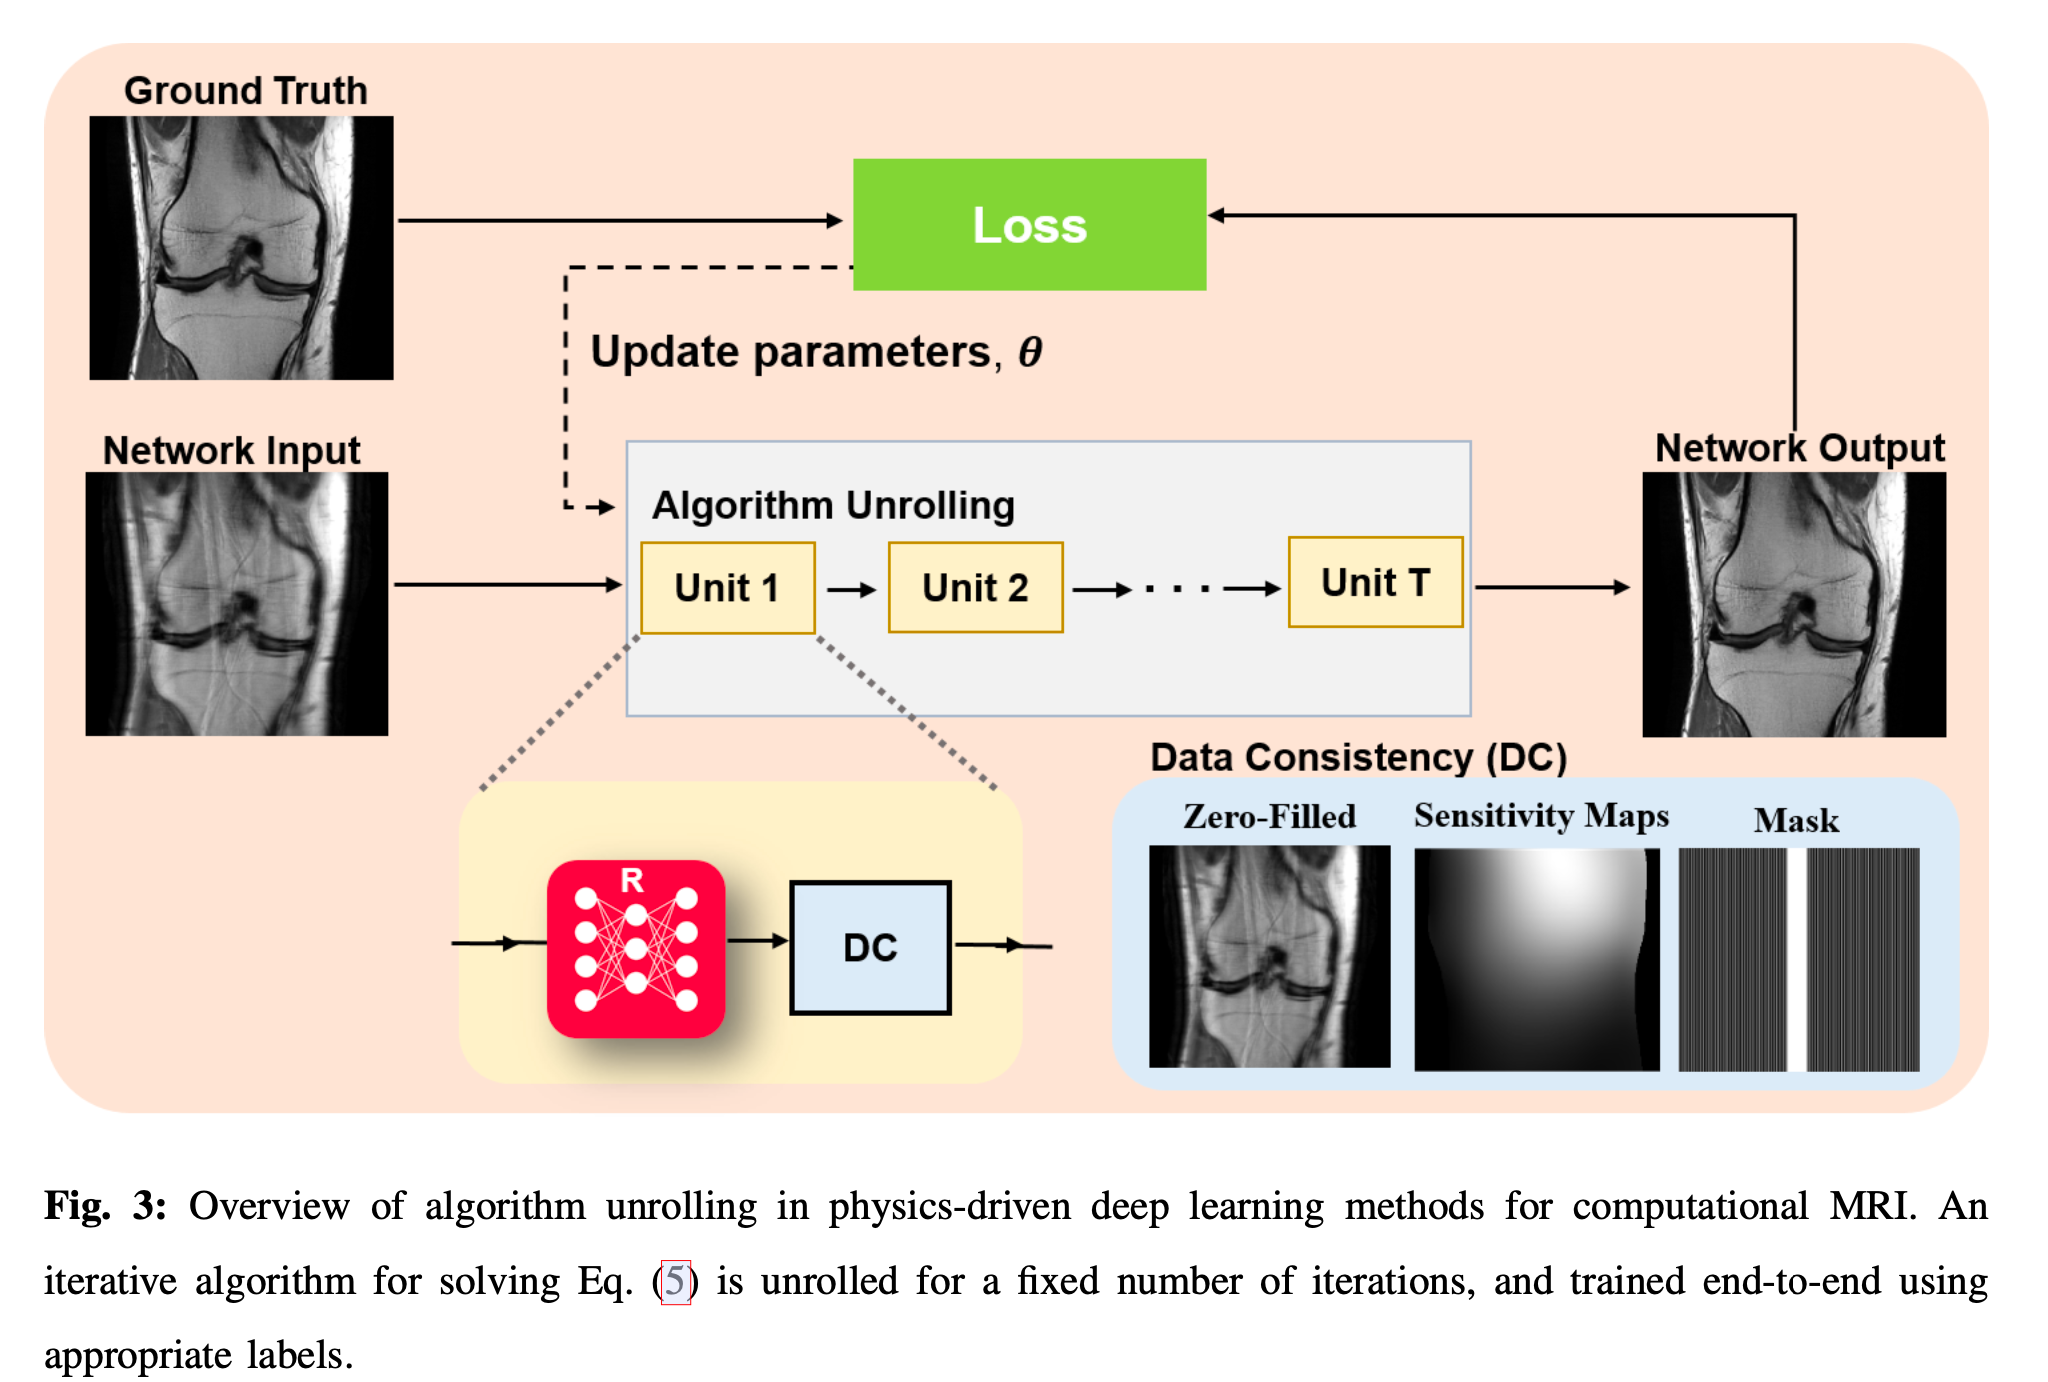 Ground Truth
Loss
Update parameters, θ
Network Input
Network Output
Algorithm Unrolling
Unit 1
Unit 2
. . .
Unit T
Data Consistency (DC)
Zero-Filled
Sensitivity Maps
Mask
R
DC
Fig. 3: Overview of algorithm unrolling in physics-driven deep learning methods for computational MRI. An
iterative algorithm for solving Eq. (5) is unrolled for a fixed number of iterations, and trained end-to-end using
appropriate labels.